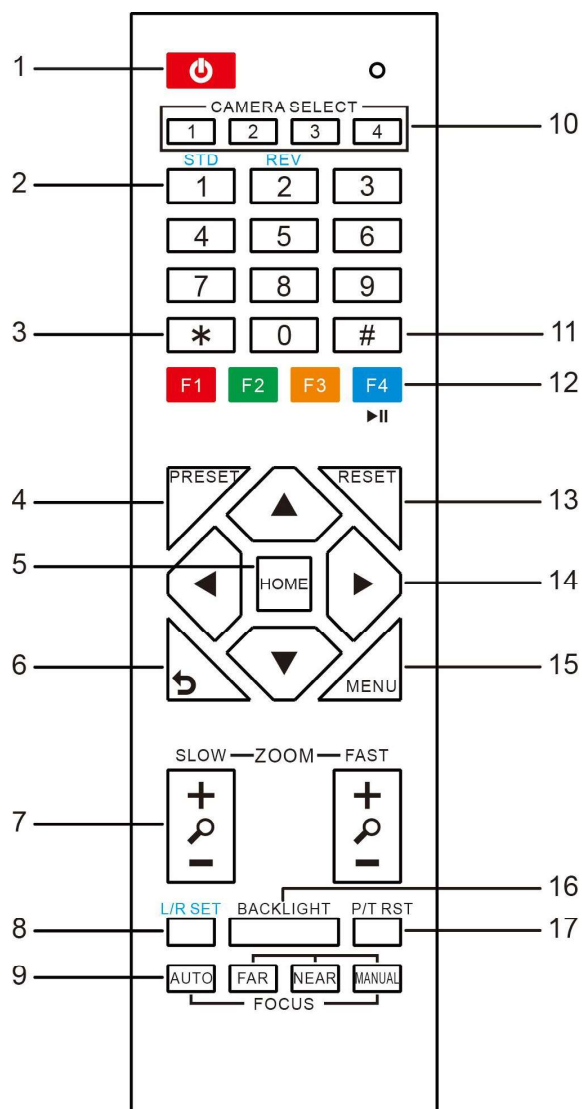 1
CAMERA SELECT
1 2 3 4 10
STD REV
2 1 2 3
4 5 6
7 8 9
3 * 0 # 11
F1 F2 F3 F4 12
PRESET RESET
4 13
5 HOME 14
6 MENU 15
SLOW ZOOM FAST
+ +
7
− −
16
L/R SET BACKLIGHT P/T RST
8 17
9 AUTO FAR NEAR MANUAL
FOCUS